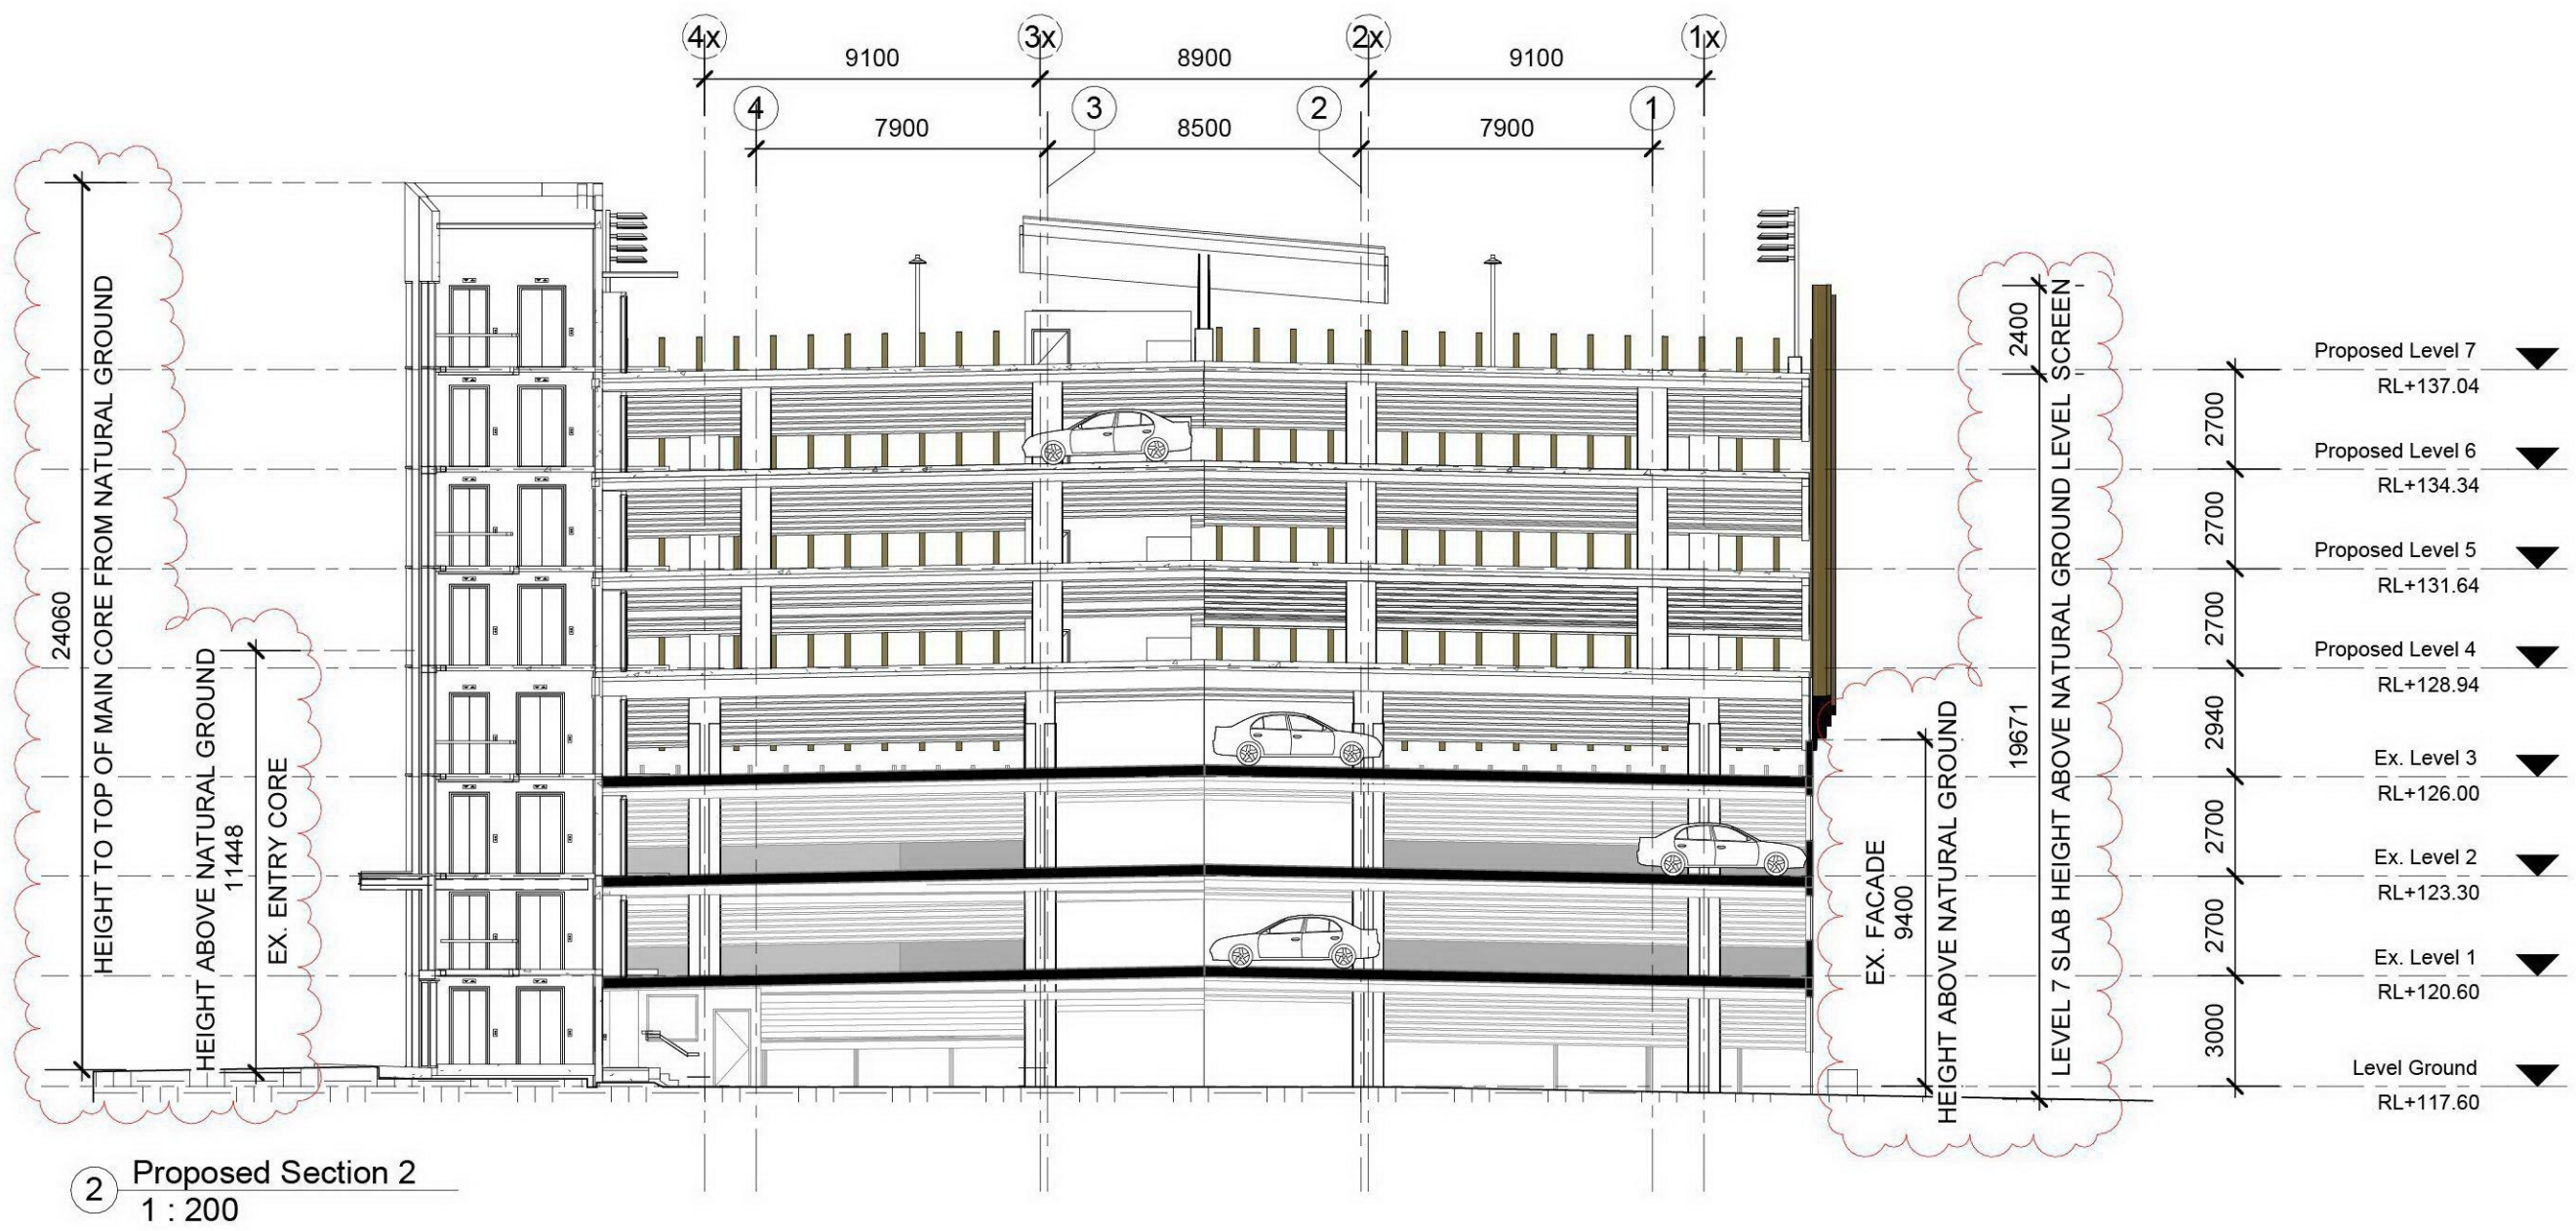 4x
3x
2x
1x
9100
8900
9100
4
3
2
1
7900
8500
7900
24060
HEIGHT TO TOP OF MAIN CORE FROM NATURAL GROUND
HEIGHT ABOVE NATURAL GROUND
11448
EX. ENTRY CORE
EX. FACADE
9400
HEIGHT ABOVE NATURAL GROUND
2400
19671
LEVEL 7 SLAB HEIGHT ABOVE NATURAL GROUND LEVEL
SCREEN
2700
2700
2700
2940
2700
2700
3000
Proposed Level 7
RL+137.04
Proposed Level 6
RL+134.34
Proposed Level 5
RL+131.64
Proposed Level 4
RL+128.94
Ex. Level 3
RL+126.00
Ex. Level 2
RL+123.30
Ex. Level 1
RL+120.60
Level Ground
RL+117.60
2
Proposed Section 2
1 : 200